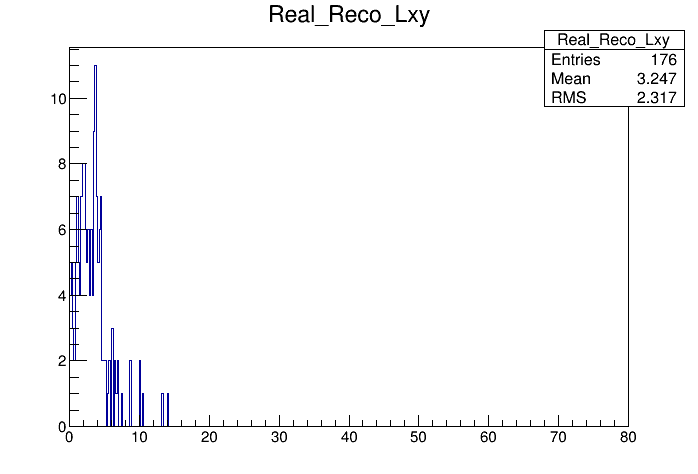 Real_Reco_Lxy
Real_Reco_Lxy
Entries 176
Mean 3.247
RMS 2.317
10
8
6
4
2
0
0 10 20 30 40 50 60 70 80